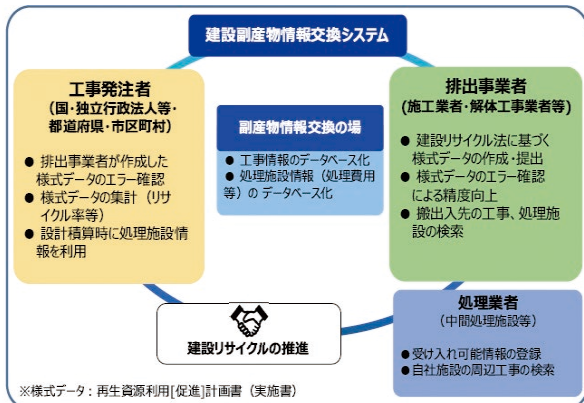 建設副産物情報交換システム
工事発注者
(国・独立行政法人等・
都道府県・市区町村)
● 排出事業者が作成した
様式データのエラー確認
● 様式データの集計（リサ
イクル率等）
● 設計積算時に処理施設情
報を利用
副産物情報交換の場
● 工事情報のデータベース化
● 処理施設情報（処理費用
等）の データベース化
排出事業者
(施工業者・解体工事業者等)
● 建設リサイクル法に基づく
様式データの作成・提出
● 様式データのエラー確認
による精度向上
● 搬出入先の工事、処理施
設の検索
処理業者
（中間処理施設等）
●受け入れ可能情報の登録
●自社施設の周辺工事の検索
建設リサイクルの推進
※様式データ：再生資源利用[促進]計画書（実施書）